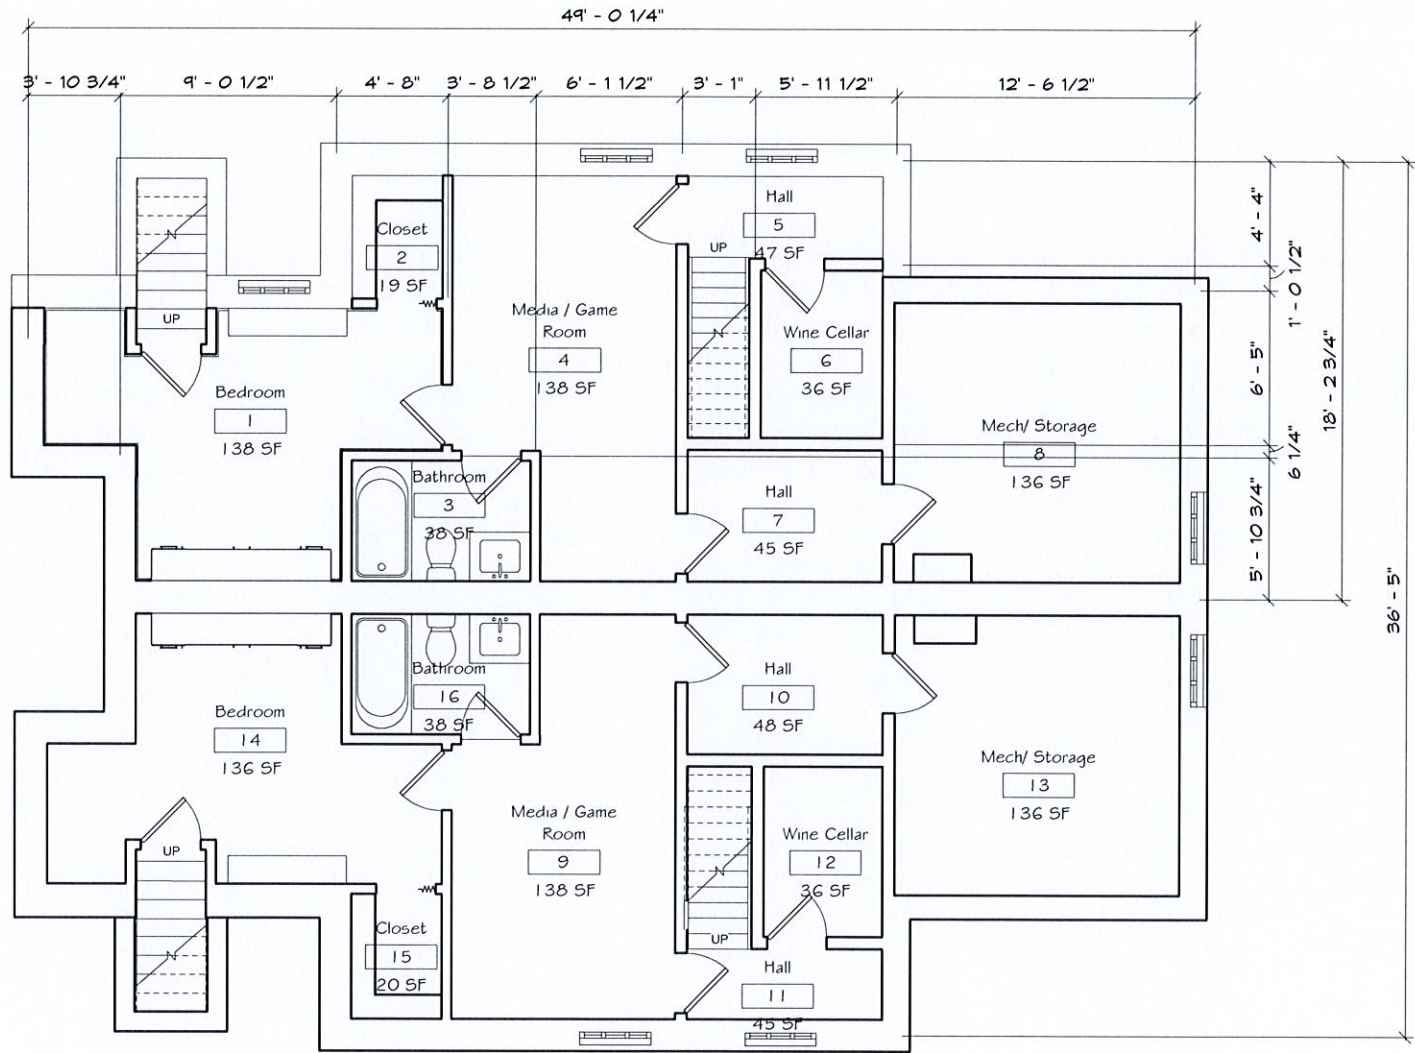 49' - 0 1/4"
3' - 10 3/4"
9' - 0 1/2"
4' - 8"
3' - 8 1/2"
6' - 1 1/2"
3' - 1"
5' - 11 1/2"
12' - 6 1/2"
4' - 4"
1' - 0 1/2"
6' - 5"
18' - 2 3/4"
6 1/4"
5' - 10 3/4"
36' - 5"
UP
Closet
2
19 SF
Hall
5
47 SF
UP
Media / Game
Room
4
138 SF
Wine Cellar
6
36 SF
Bedroom
1
138 SF
Mech/ Storage
8
136 SF
Bathroom
3
38 SF
Hall
7
45 SF
Bathroom
16
38 SF
Hall
10
48 SF
Bedroom
14
136 SF
Mech/ Storage
13
136 SF
Media / Game
Room
9
138 SF
Wine Cellar
12
36 SF
UP
Closet
15
20 SF
UP
Hall
11
45 SF